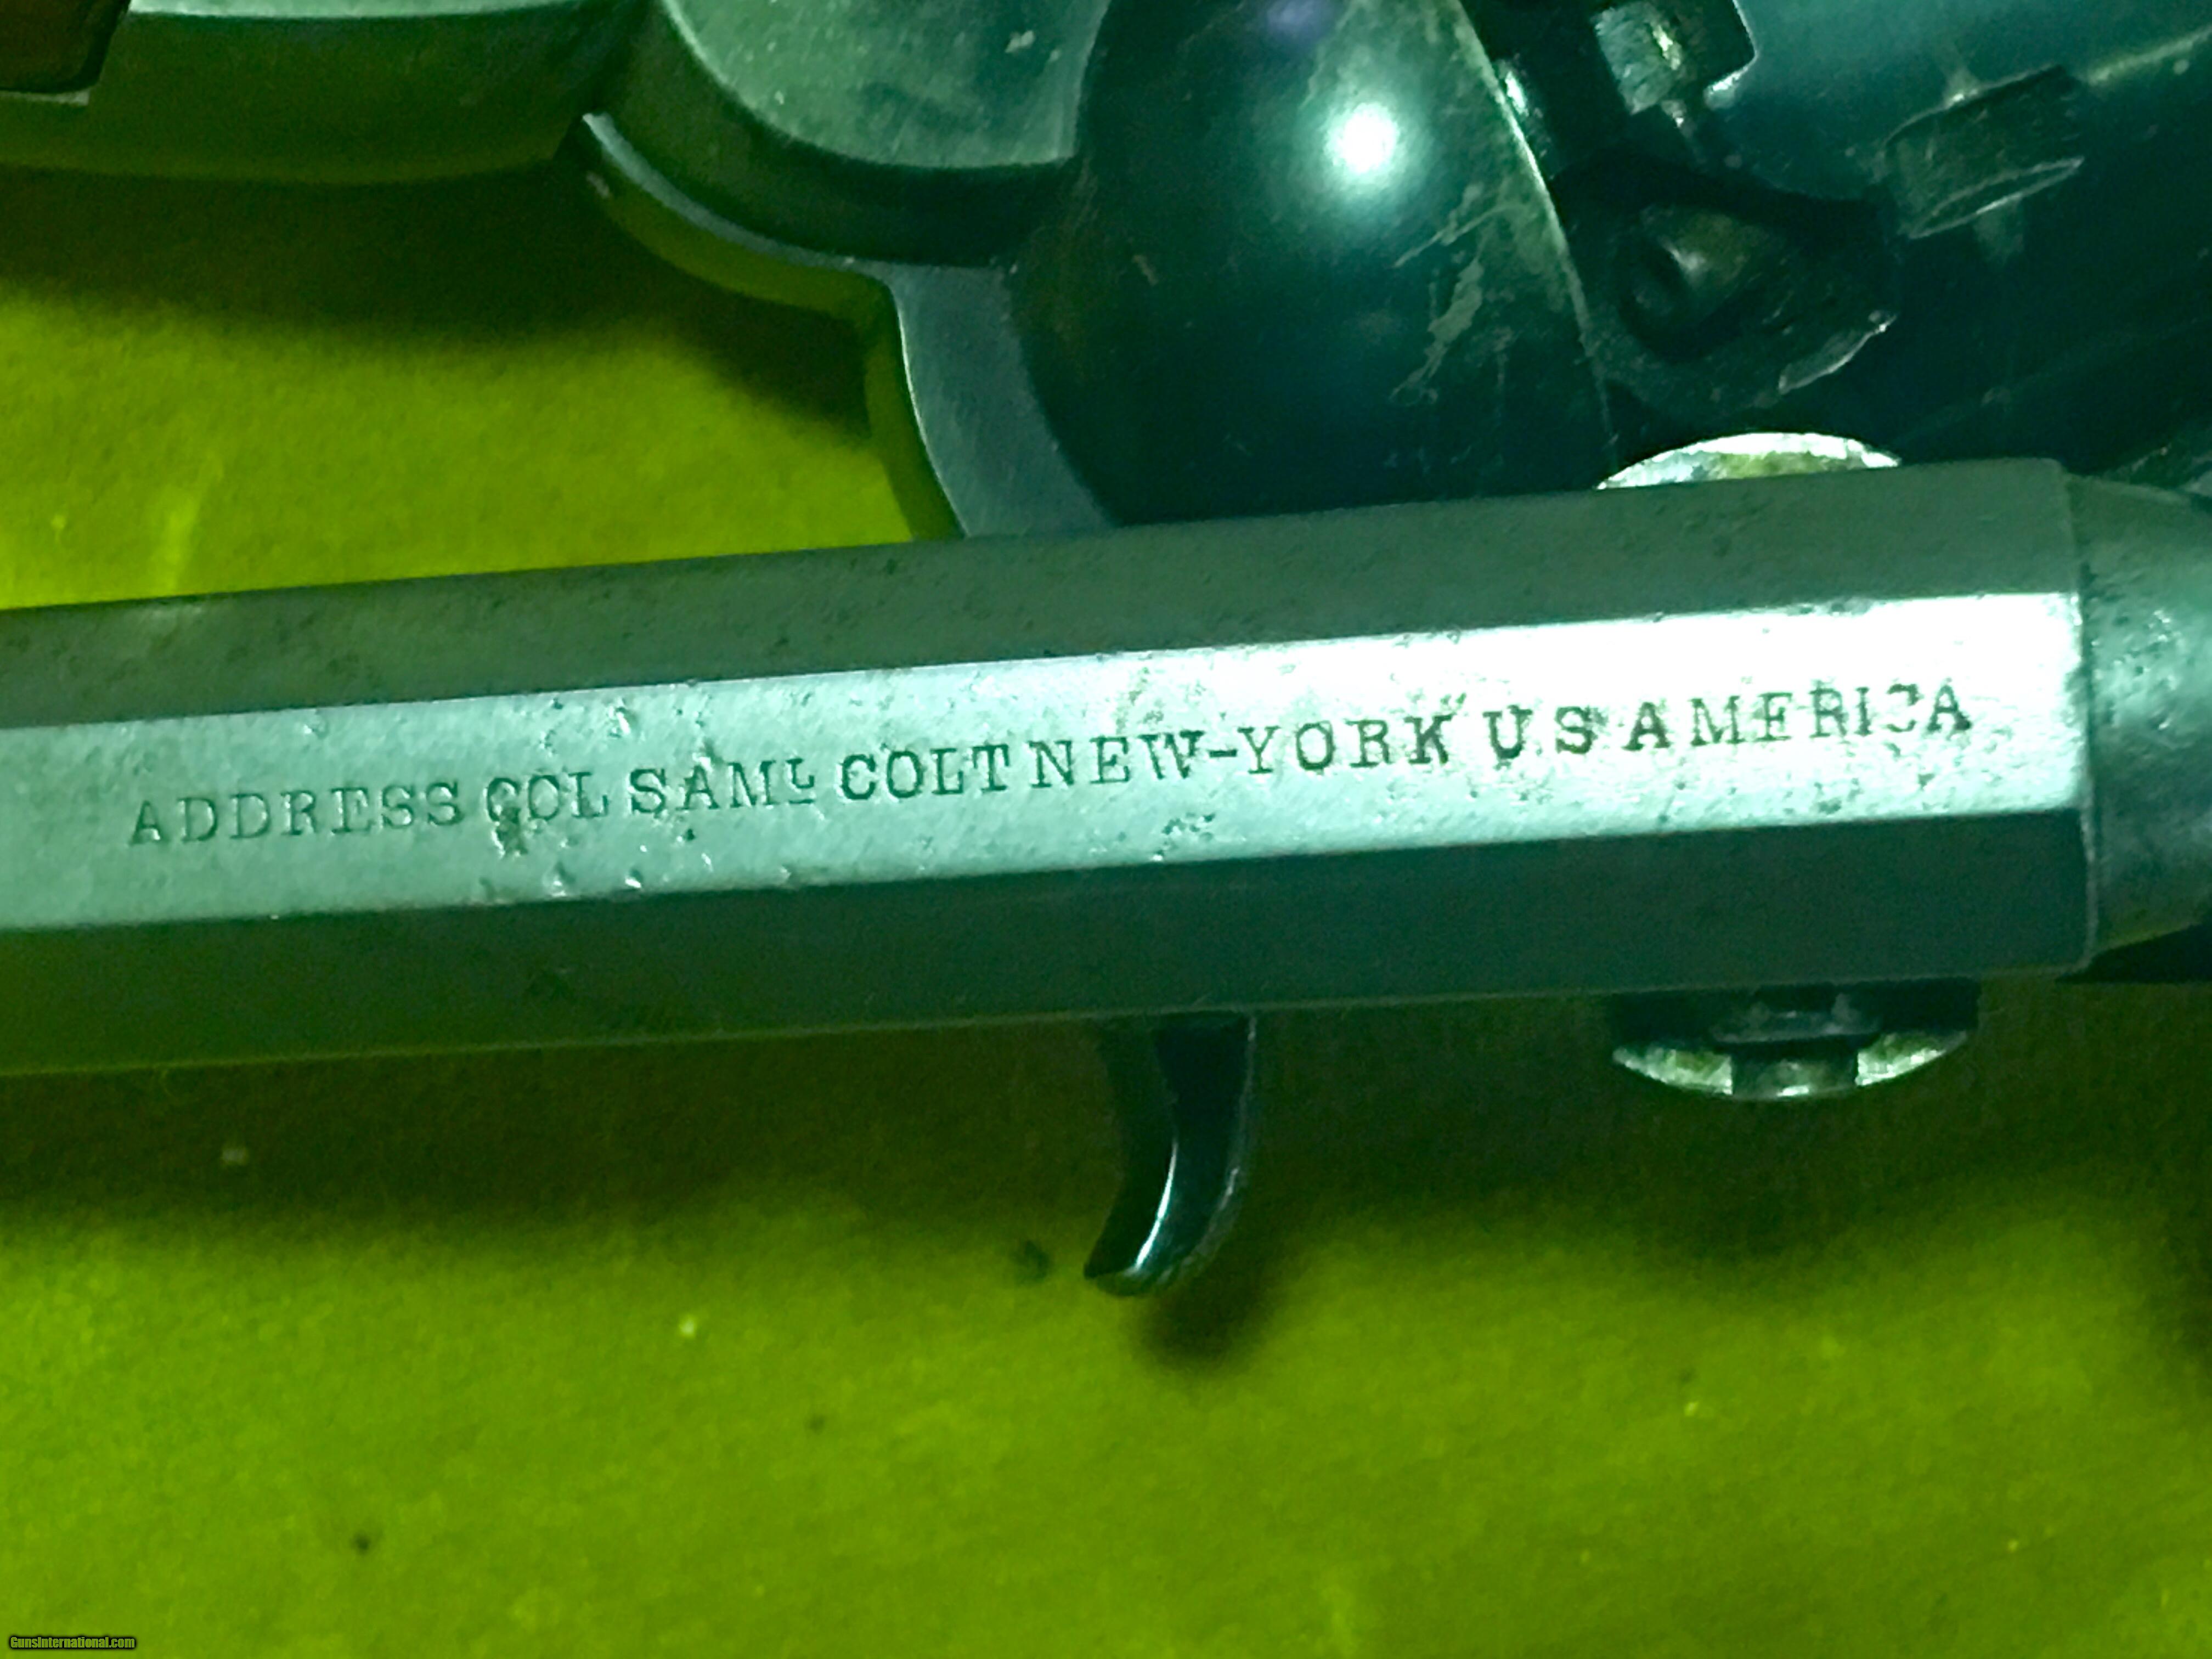 ADDRESS COL SAMᴸ COLT NEW-YORK U.S AMERICA
GunsInternational.com